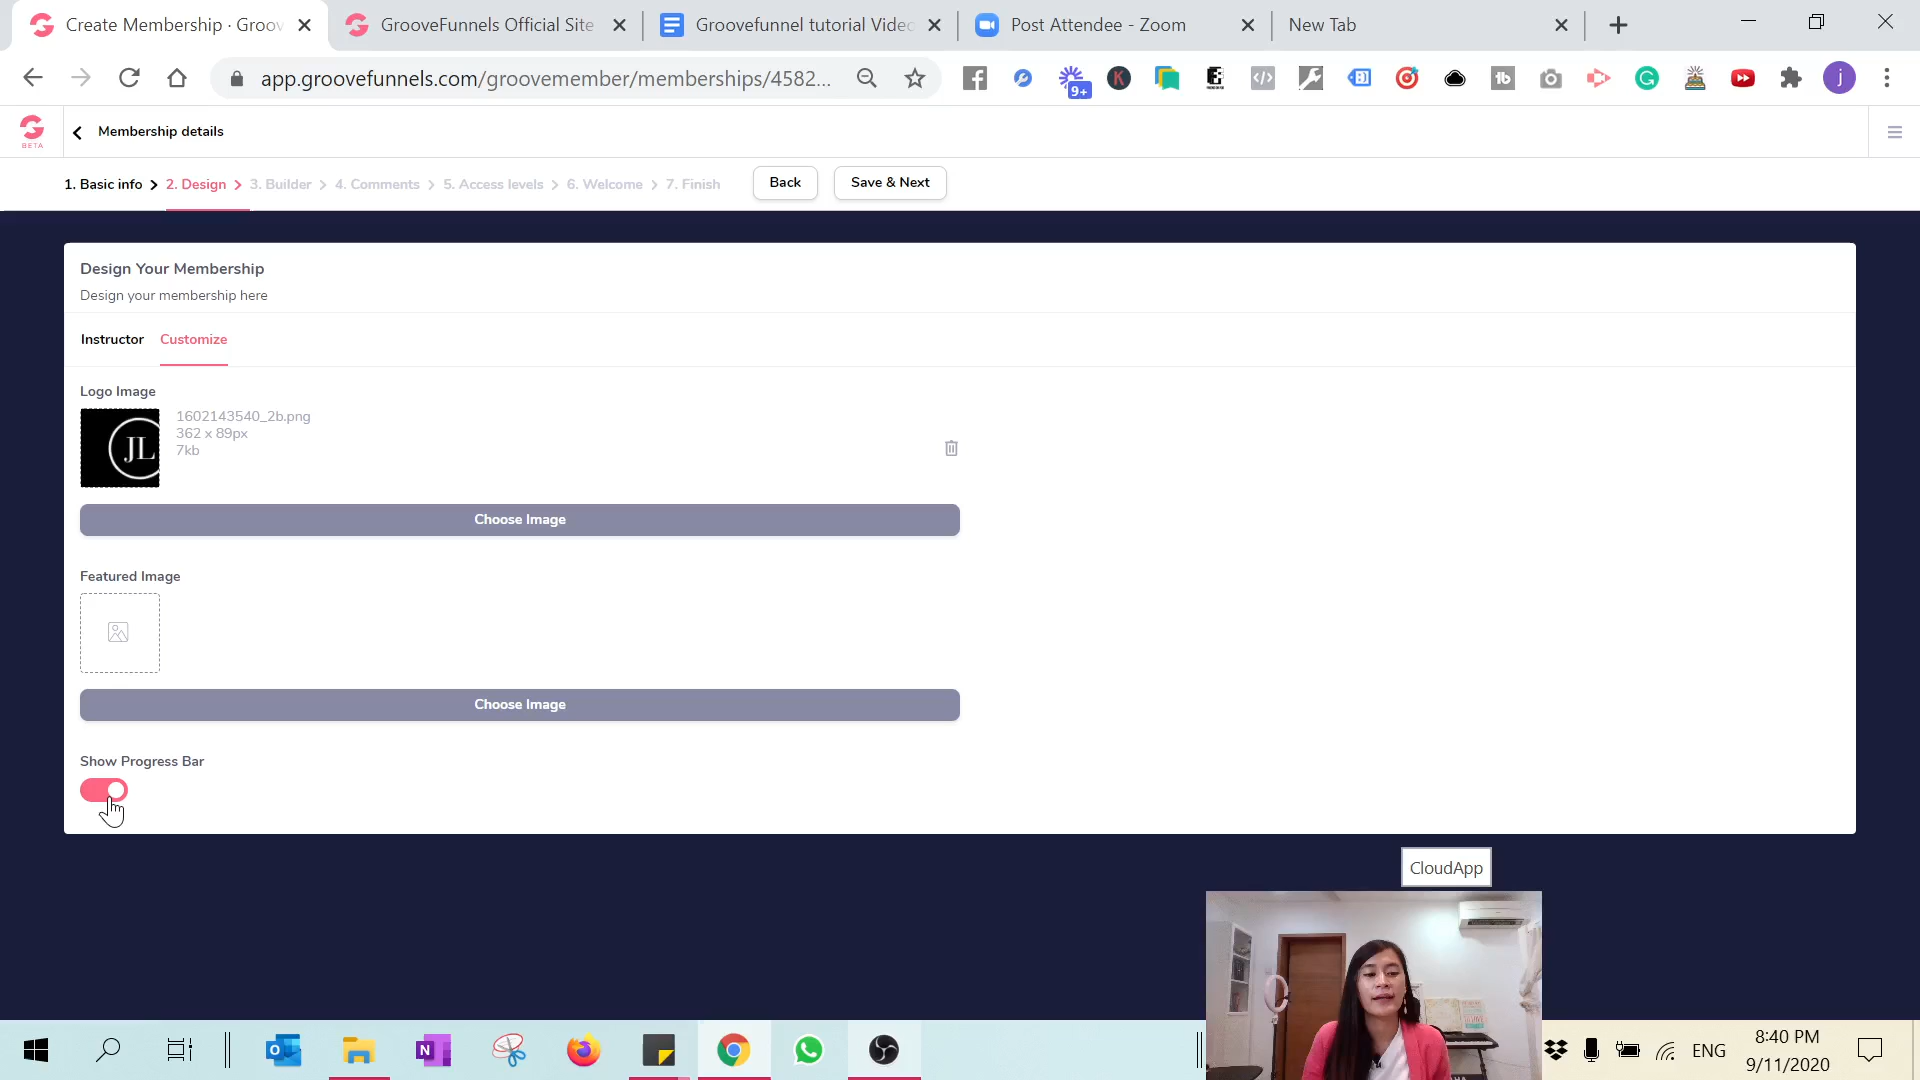 Create Membership · Groov
GrooveFunnels Official Site
Groovefunnel tutorial Videc
Post Attendee - Zoom
New Tab
app.groovefunnels.com/groovemember/memberships/4582...
9+
K
j
BETA
Membership details
1. Basic info
2. Design
3. Builder
4. Comments
5. Access levels
6. Welcome
7. Finish
Back
Save & Next
Design Your Membership
Design your membership here
Instructor
Customize
Logo Image
JL
1602143540_2b.png
362 x 89px
7kb
Choose Image
Featured Image
Choose Image
Show Progress Bar
CloudApp
ENG
8:40 PM
9/11/2020